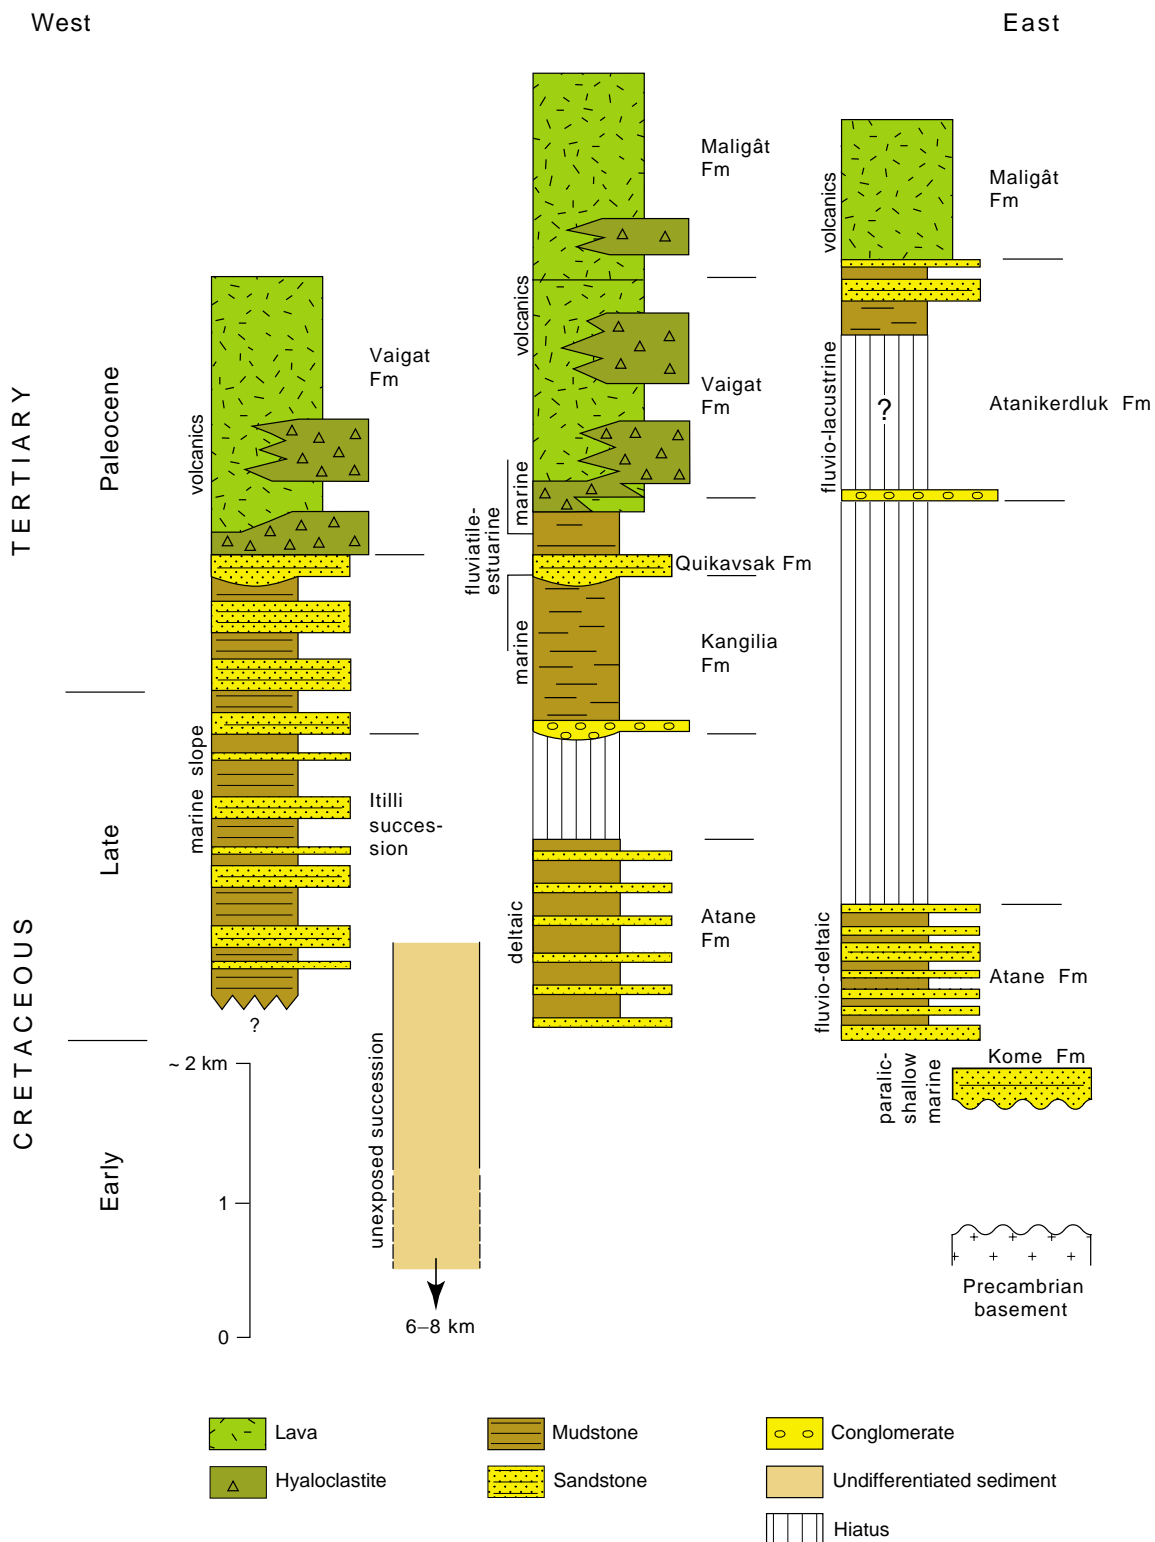 West
East
TERTIARY
Paleocene
CRETACEOUS
Late
Early
volcanics
Vaigat
Fm
marine slope
Itilli
succes-
sion
?
~ 2 km
1
0
unexposed succession
6–8 km
volcanics
Maligât
Fm
Vaigat
Fm
marine
fluviatile-
estuarine
Quikavsak Fm
marine
Kangilia
Fm
deltaic
Atane
Fm
volcanics
Maligât
Fm
fluvio-lacustrine
?
Atanikerdluk Fm
fluvio-deltaic
Atane Fm
Kome Fm
paralic-
shallow
marine
Precambrian
basement
Lava
Mudstone
Conglomerate
Hyaloclastite
Sandstone
Undifferentiated sediment
Hiatus